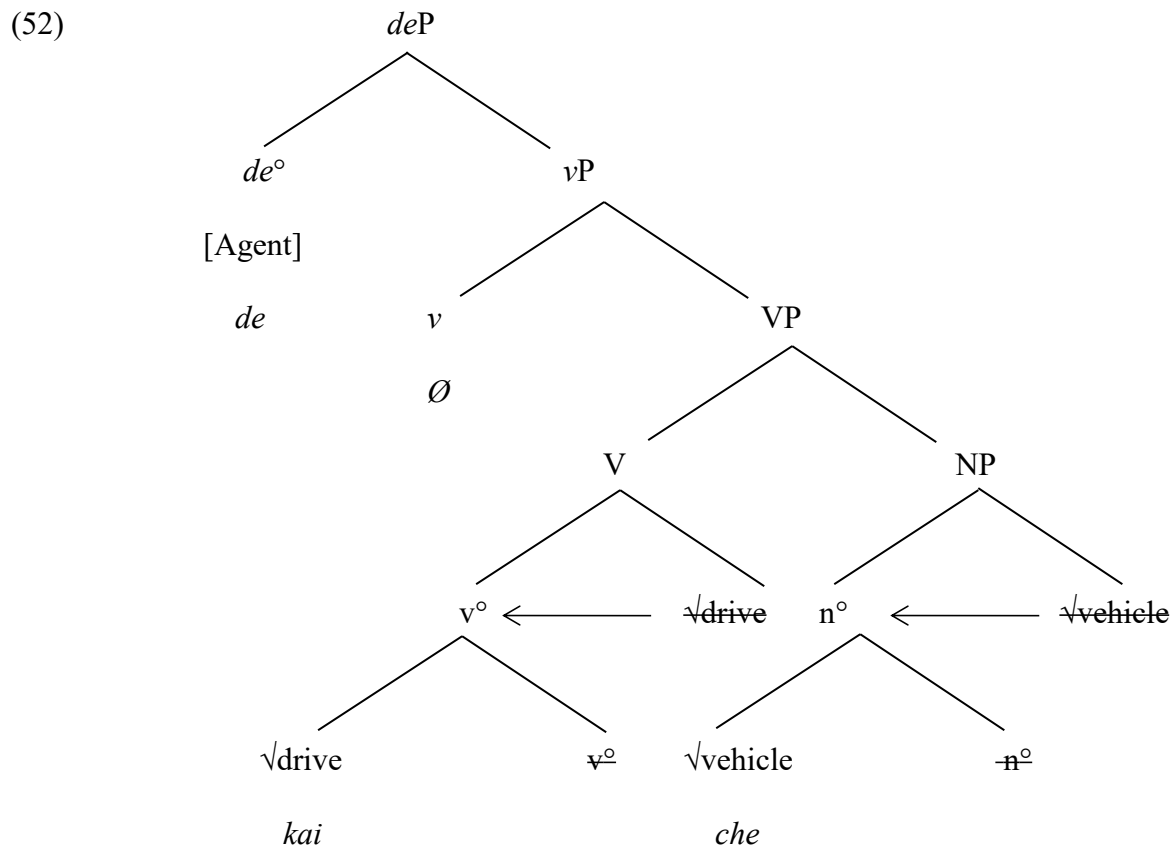 (52) deP
de° vP
[Agent]
de v VP
Ø
V NP
v° √drive n° √vehicle
√drive v° √vehicle n°
kai che